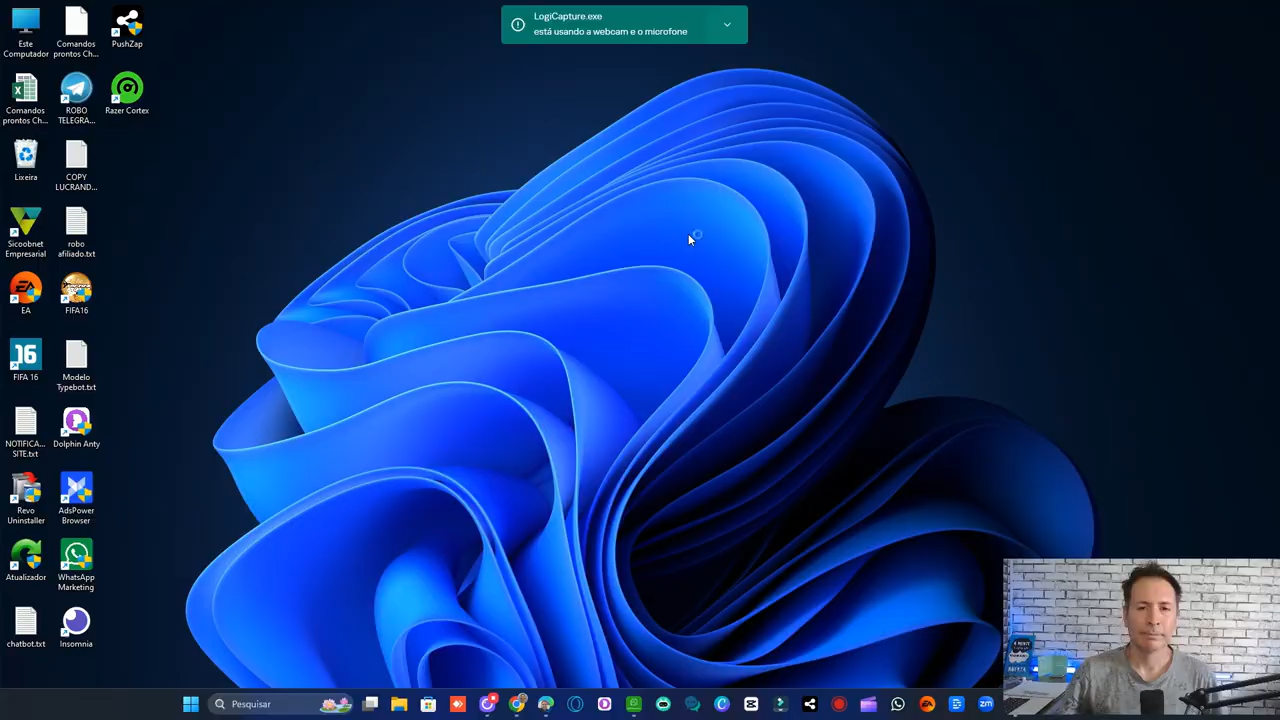 LogiCapture.exe
está usando a webcam e o microfone
Este
Computador
Comandos
prontos Ch...
PushZap
Comandos
prontos Ch...
ROBO
TELEGRA...
Razer Cortex
Lixeira
COPY
LUCRAND...
Sicoobnet
Empresarial
robo
afiliado.txt
EA
FIFA16
FIFA 16
Modelo
Typebot.txt
NOTIFICA...
SITE.txt
Dolphin Anty
Revo
Uninstaller
AdsPower
Browser
Atualizador
WhatsApp
Marketing
chatbot.txt
Insomnia
Pesquisar